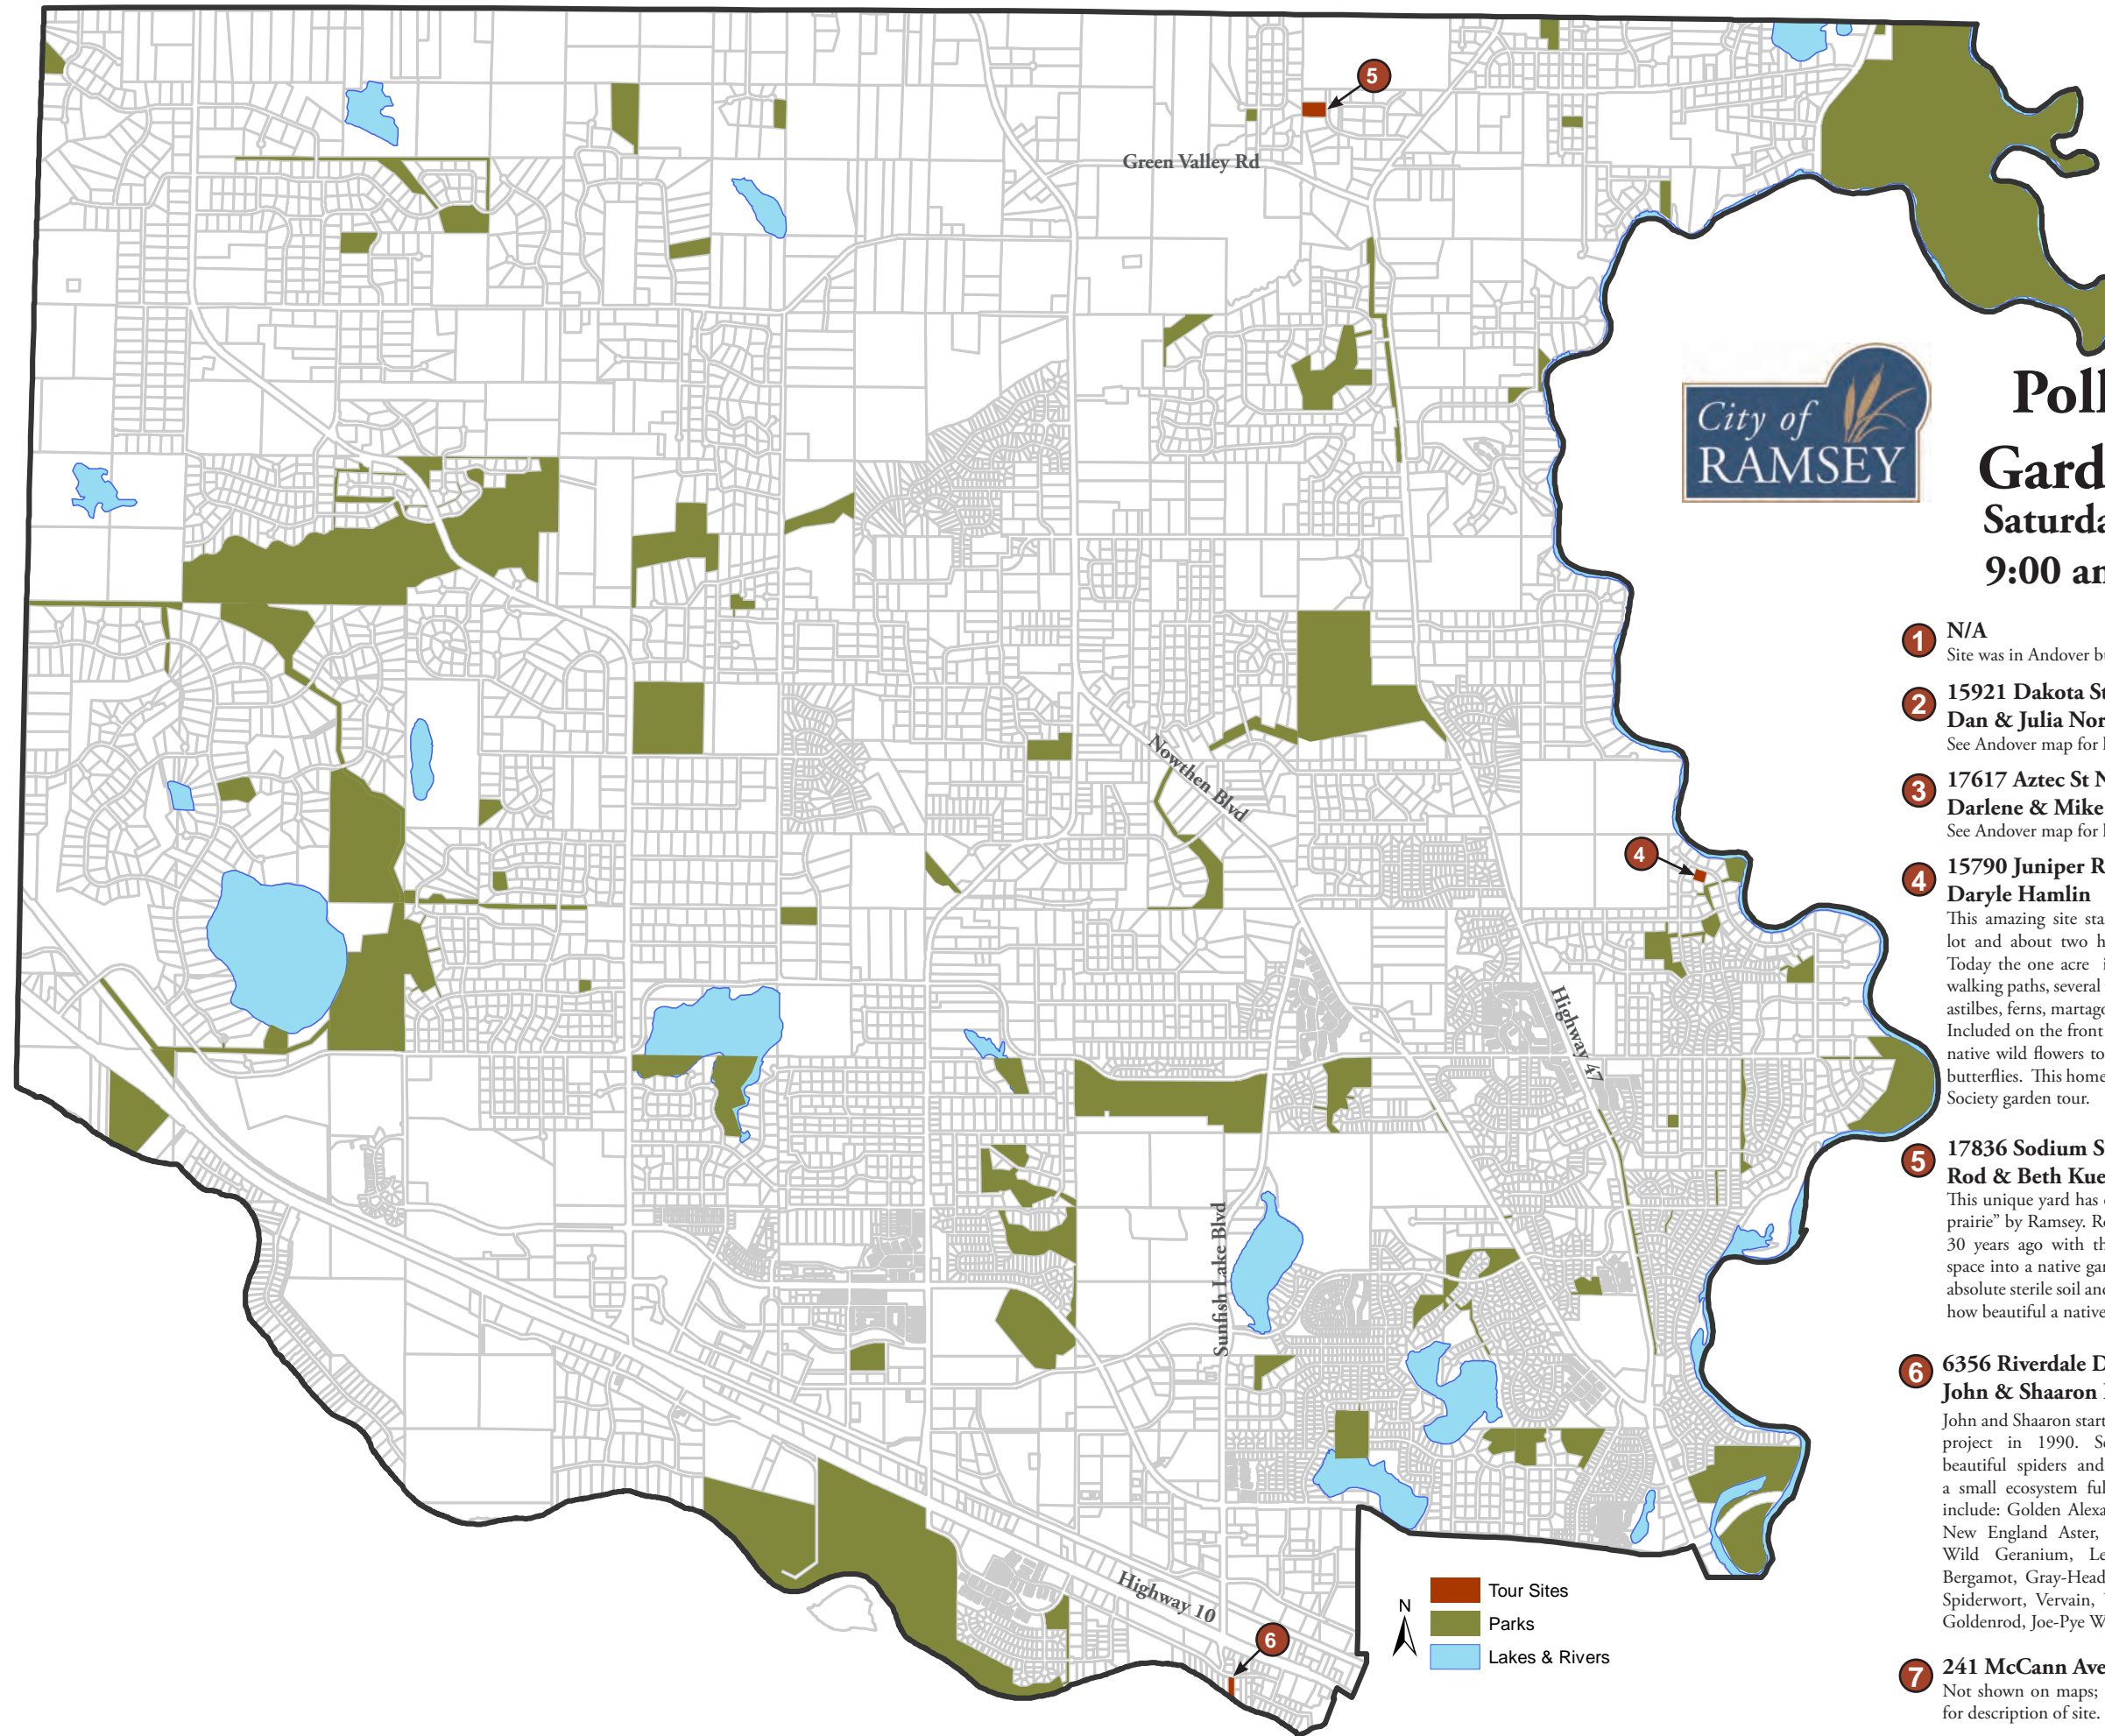 5
Green Valley Rd
City of
RAMSEY
Poll
Gard
Saturda
9:00 an
1 N/A
Site was in Andover bu
2 15921 Dakota St
Dan & Julia Nor
See Andover map for l
3 17617 Aztec St N
Darlene & Mike
See Andover map for l
4 15790 Juniper R
Daryle Hamlin
This amazing site sta
lot and about two h
Today the one acre i
walking paths, several
astilbes, ferns, martago
Included on the front
native wild flowers to
butterflies. This home
Society garden tour.
5 17836 Sodium S
Rod & Beth Kue
This unique yard has
prairie” by Ramsey. Ro
30 years ago with th
space into a native gar
absolute sterile soil and
how beautiful a native
6 6356 Riverdale D
John & Shaaron
John and Shaaron start
project in 1990. So
beautiful spiders and
a small ecosystem ful
include: Golden Alexa
New England Aster,
Wild Geranium, Le
Bergamot, Gray-Head
Spiderwort, Vervain,
Goldenrod, Joe-Pye W
7 241 McCann Ave
Not shown on maps;
for description of site.
Nowthen Blvd
4
Highway 47
Sunfish Lake Blvd
Highway 10
6
N
Tour Sites
Parks
Lakes & Rivers